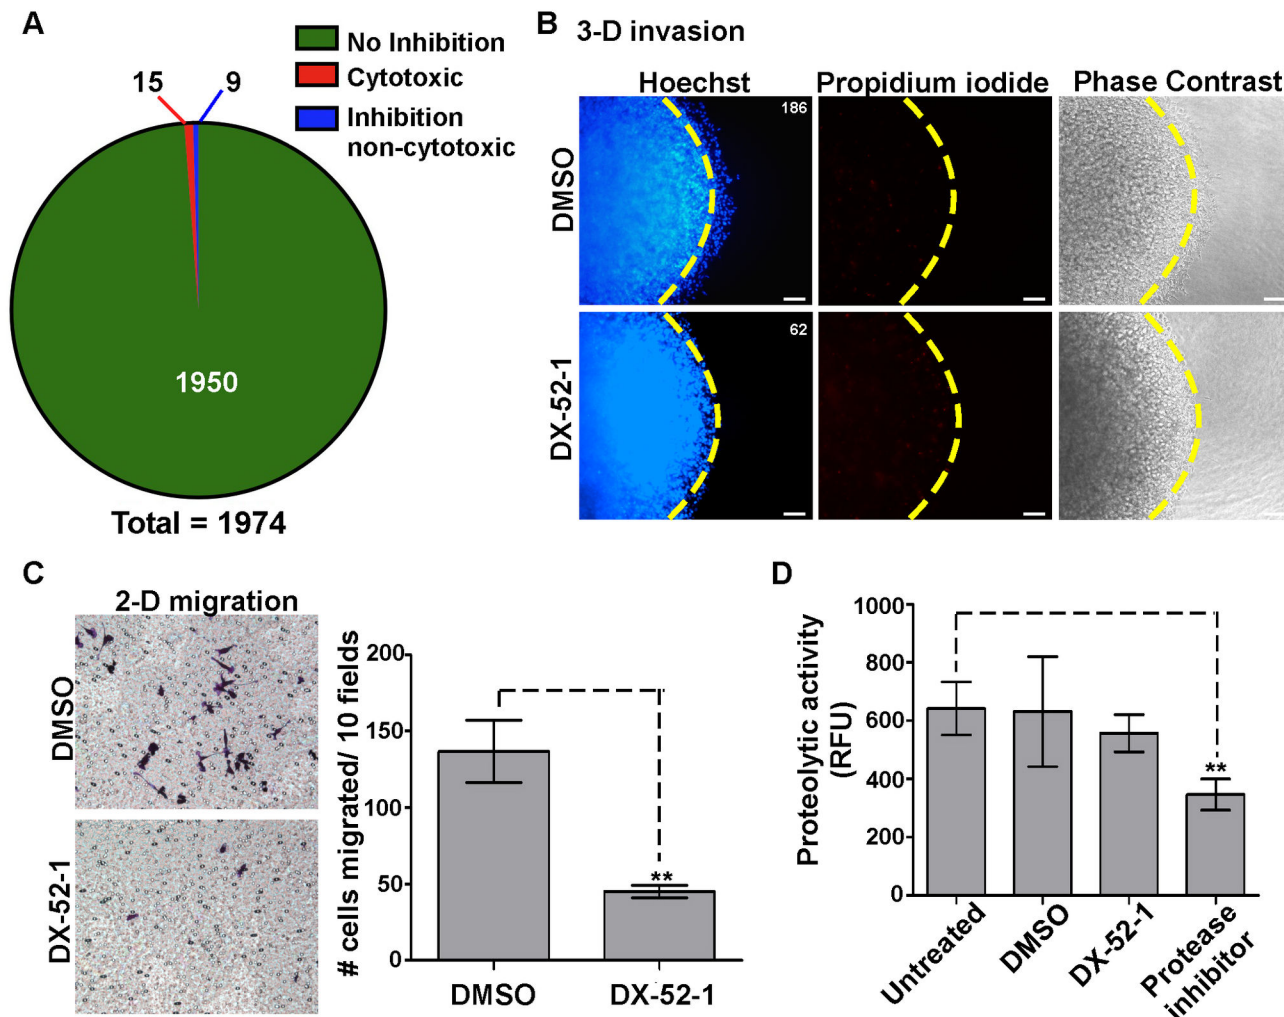 A
No Inhibition
Cytotoxic
Inhibition
non-cytotoxic
15
9
1950
Total = 1974
B
3-D invasion
Hoechst
Propidium iodide
Phase Contrast
DMSO
186
DX-52-1
62
C
2-D migration
DMSO
DX-52-1
# cells migrated/ 10 fields
200
150
100
50
0
**
DMSO
DX-52-1
D
Proteolytic activity
(RFU)
1000
800
600
400
200
0
**
Untreated
DMSO
DX-52-1
Protease
inhibitor